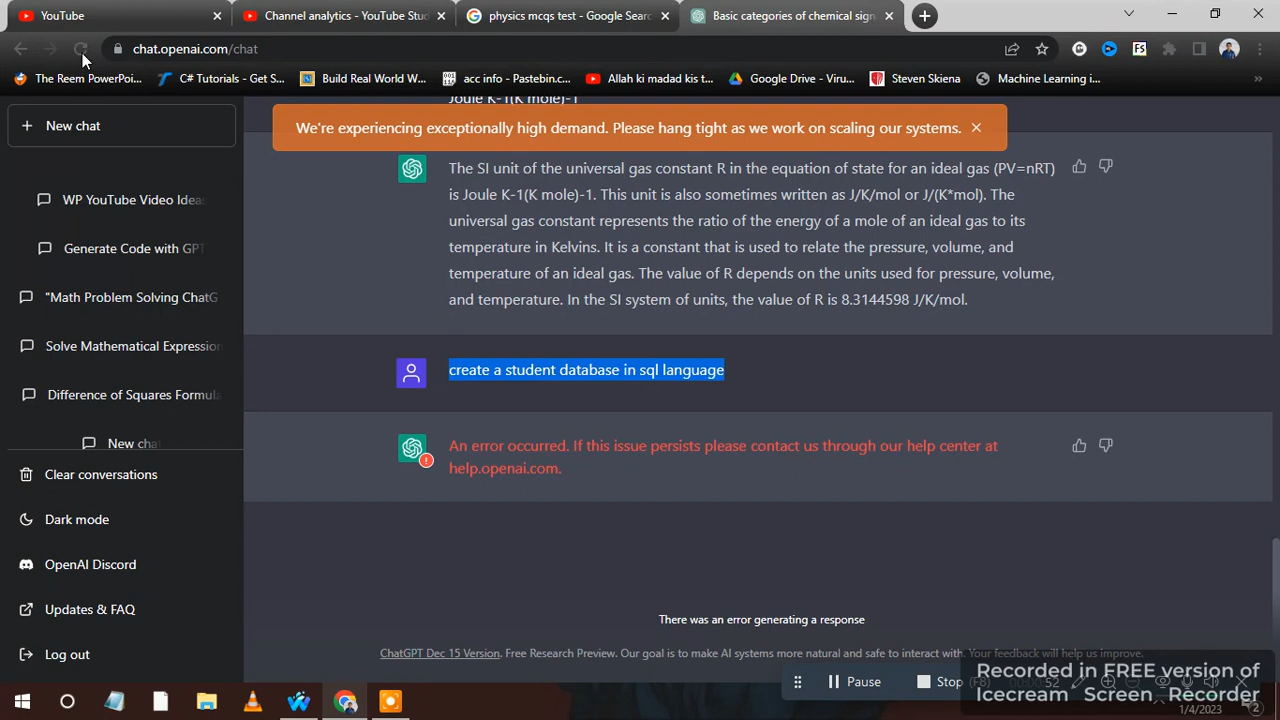 YouTube
Channel analytics - YouTube Stud
physics mcqs test - Google Searc
Basic categories of chemical sign
chat.openai.com/chat
The Reem PowerPoi...
C# Tutorials - Get S...
Build Real World W...
acc info - Pastebin.c...
Allah ki madad kis t...
Google Drive - Viru...
Steven Skiena
Machine Learning i...
New chat
WP YouTube Video Ideas
Generate Code with GPT
"Math Problem Solving ChatG
Solve Mathematical Expression
Difference of Squares Formula
New cha
Clear conversations
Dark mode
OpenAI Discord
Updates & FAQ
Log out
Joule K-1(K mole)-1
We're experiencing exceptionally high demand. Please hang tight as we work on scaling our systems.
The SI unit of the universal gas constant R in the equation of state for an ideal gas (PV=nRT)
is Joule K-1(K mole)-1. This unit is also sometimes written as J/K/mol or J/(K*mol). The
universal gas constant represents the ratio of the energy of a mole of an ideal gas to its
temperature in Kelvins. It is a constant that is used to relate the pressure, volume, and
temperature of an ideal gas. The value of R depends on the units used for pressure, volume,
and temperature. In the SI system of units, the value of R is 8.3144598 J/K/mol.
create a student database in sql language
An error occurred. If this issue persists please contact us through our help center at
help.openai.com.
There was an error generating a response
ChatGPT Dec 15 Version. Free Research Preview. Our goal is to make AI systems more natural and safe to interact with. Your feedback will help us improve.
Pause
Stop (F8)
Recorded in FREE version of
Icecream Screen Recorder
1/4/2023